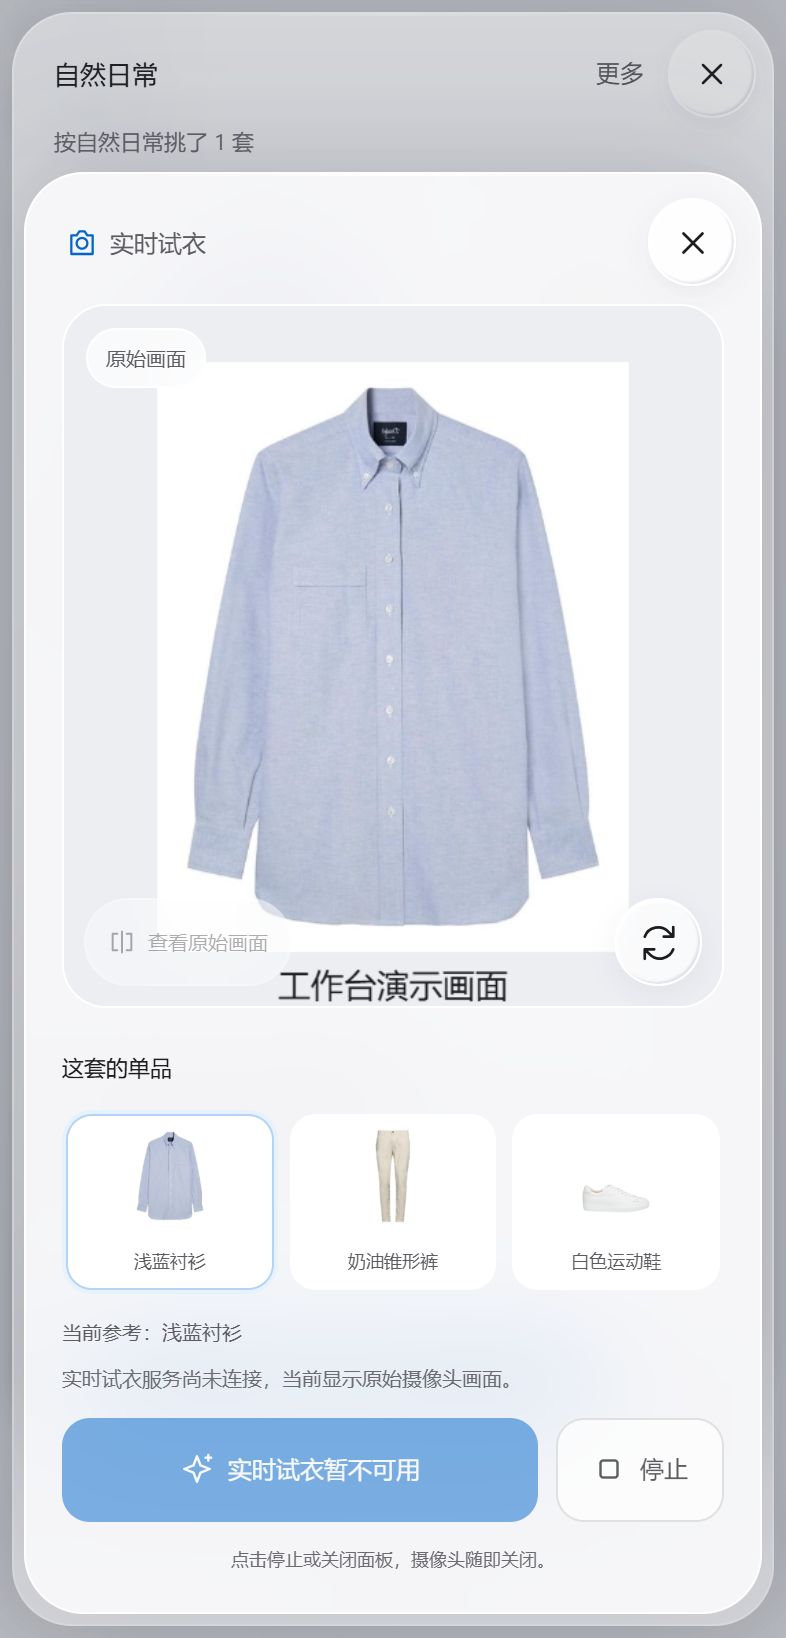 自然日常
更多
按自然日常挑了 1 套
实时试衣
原始画面
查看原始画面
工作台演示画面
这套的单品
浅蓝衬衫
奶油锥形裤
白色运动鞋
当前参考：浅蓝衬衫
实时试衣服务尚未连接，当前显示原始摄像头画面。
实时试衣暂不可用
停止
点击停止或关闭面板，摄像头随即关闭。